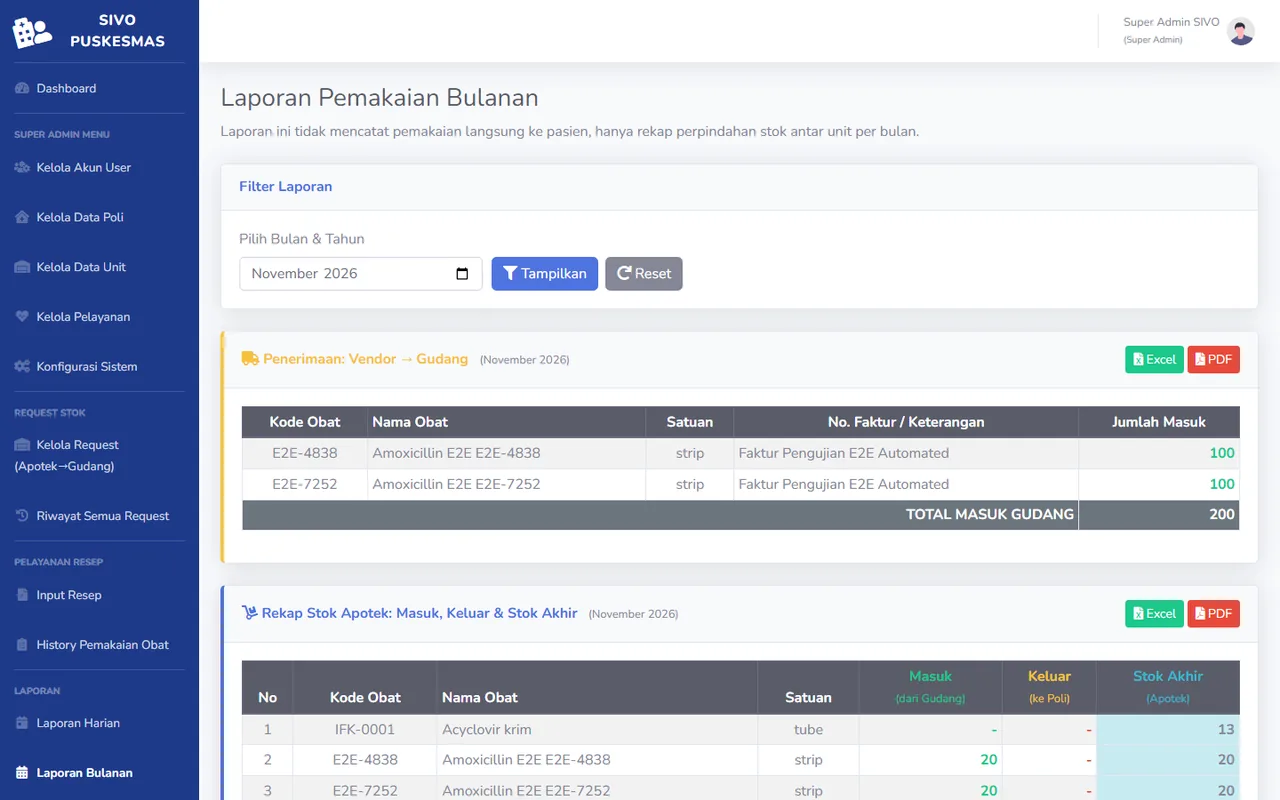 SIVO
PUSKESMAS
Dashboard
SUPER ADMIN MENU
Kelola Akun User
Kelola Data Poli
Kelola Data Unit
Kelola Pelayanan
Konfigurasi Sistem
REQUEST STOK
Kelola Request
(Apotek→Gudang)
Riwayat Semua Request
PELAYANAN RESEP
Input Resep
History Pemakaian Obat
LAPORAN
Laporan Harian
Laporan Bulanan
Super Admin SIVO
(Super Admin)
Laporan Pemakaian Bulanan
Laporan ini tidak mencatat pemakaian langsung ke pasien, hanya rekap perpindahan stok antar unit per bulan.
Filter Laporan
Pilih Bulan & Tahun
November 2026 Tampilkan Reset
Penerimaan: Vendor → Gudang (November 2026) Excel PDF
Kode Obat Nama Obat Satuan No. Faktur / Keterangan Jumlah Masuk
E2E-4838 Amoxicillin E2E E2E-4838 strip Faktur Pengujian E2E Automated 100
E2E-7252 Amoxicillin E2E E2E-7252 strip Faktur Pengujian E2E Automated 100
TOTAL MASUK GUDANG 200
Rekap Stok Apotek: Masuk, Keluar & Stok Akhir (November 2026) Excel PDF
No Kode Obat Nama Obat Satuan Masuk (dari Gudang) Keluar (ke Poli) Stok Akhir (Apotek)
1 IFK-0001 Acyclovir krim tube - - 13
2 E2E-4838 Amoxicillin E2E E2E-4838 strip 20 - 20
3 E2E-7252 Amoxicillin E2E E2E-7252 strip 20 - 20